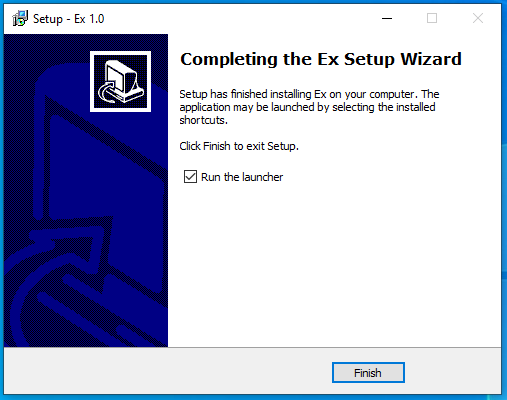 Setup - Ex 1.0
Completing the Ex Setup Wizard
Setup has finished installing Ex on your computer. The
application may be launched by selecting the installed
shortcuts.
Click Finish to exit Setup.
Run the launcher
Finish